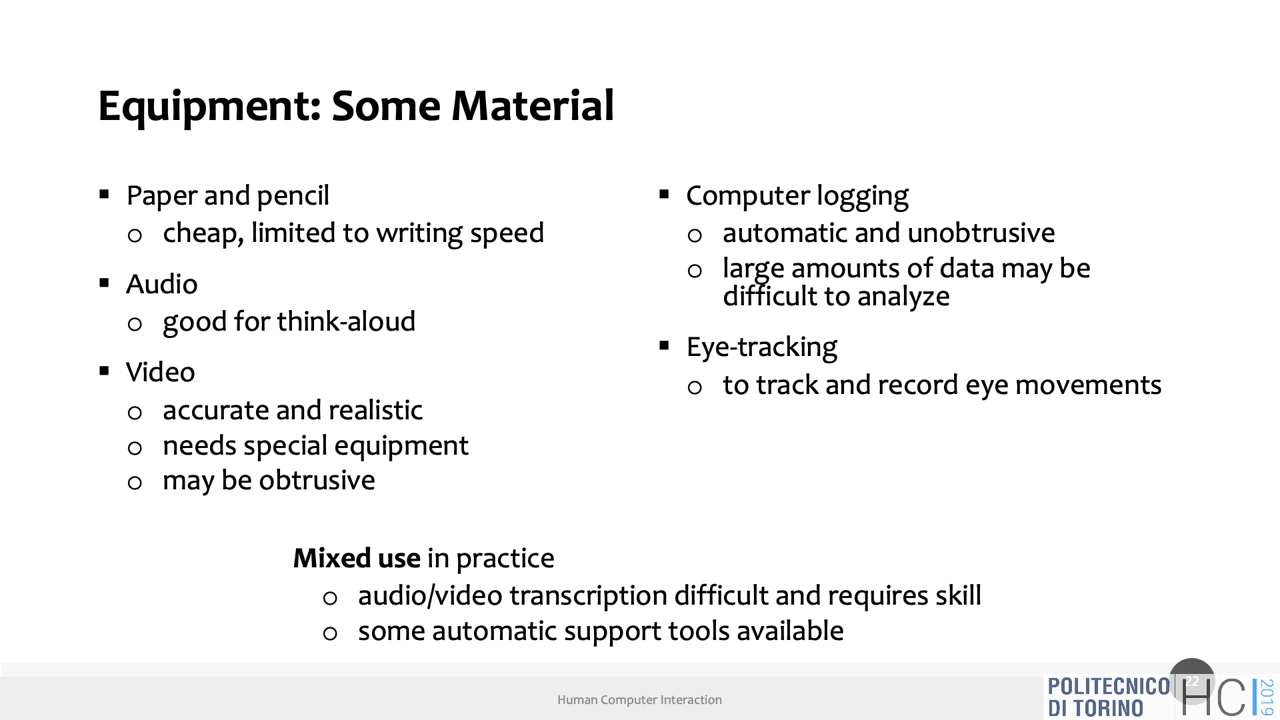 Equipment: Some Material
▪ Paper and pencil
o cheap, limited to writing speed
▪ Audio
o good for think-aloud
▪ Video
o accurate and realistic
o needs special equipment
o may be obtrusive
▪ Computer logging
o automatic and unobtrusive
o large amounts of data may be
difficult to analyze
▪ Eye-tracking
o to track and record eye movements
Mixed use in practice
o audio/video transcription difficult and requires skill
o some automatic support tools available
Human Computer Interaction
22
POLITECNICO
DI TORINO
HCI
2019